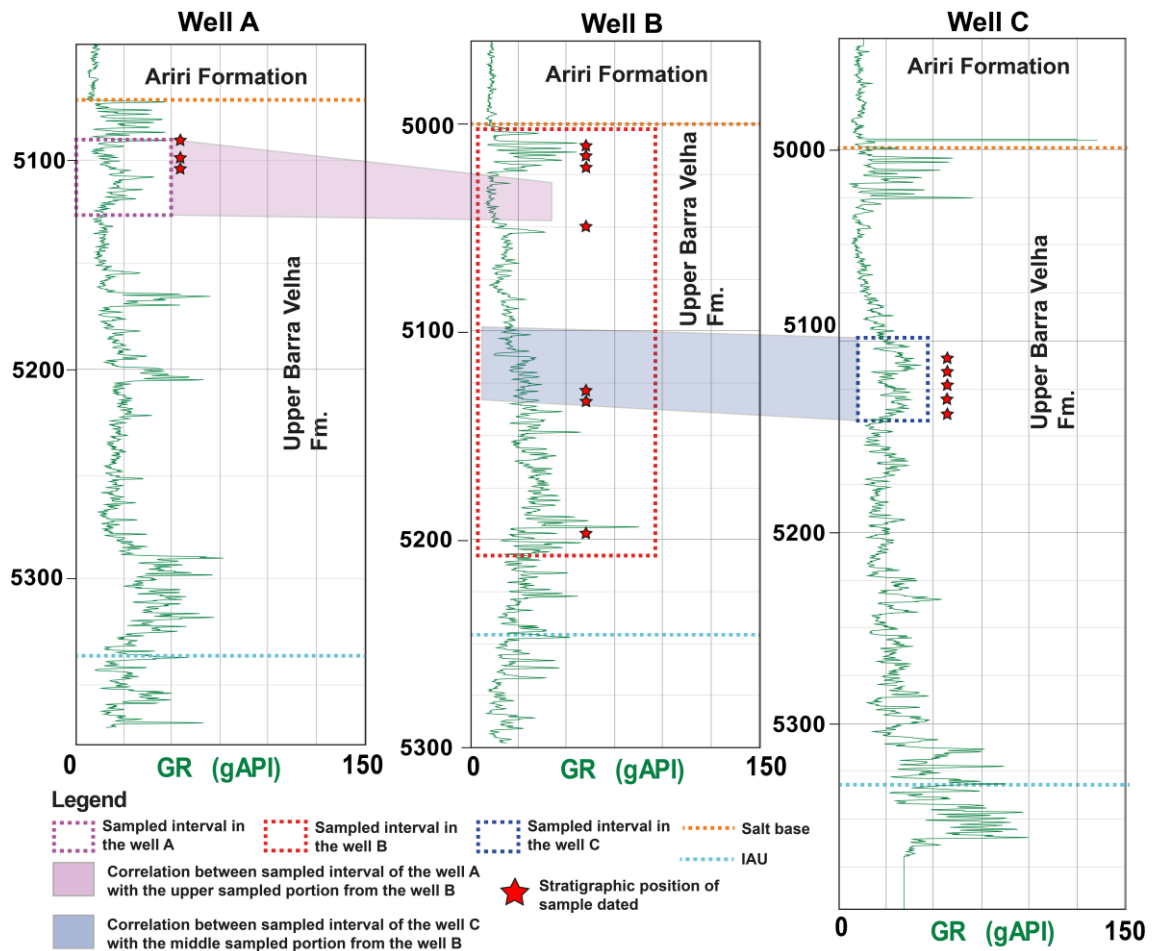 Well A
Well B
Well C
Ariri Formation
Ariri Formation
Ariri Formation
5100
5200
5300
Upper Barra Velha
Fm.
0
GR (gAPI)
150
5000
5100
5200
5300
Upper Barra Velha
Fm.
GR (gAPI)
150
5000
5100
5200
5300
Upper Barra Velha
Fm.
0
GR (gAPI)
150
Legend
Sampled interval in
the well A
Sampled interval in
the well B
Sampled interval in
the well C
Salt base
IAU
Correlation between sampled interval of the well A
with the upper sampled portion from the well B
Stratigraphic position of
sample dated
Correlation between sampled interval of the well C
with the middle sampled portion from the well B